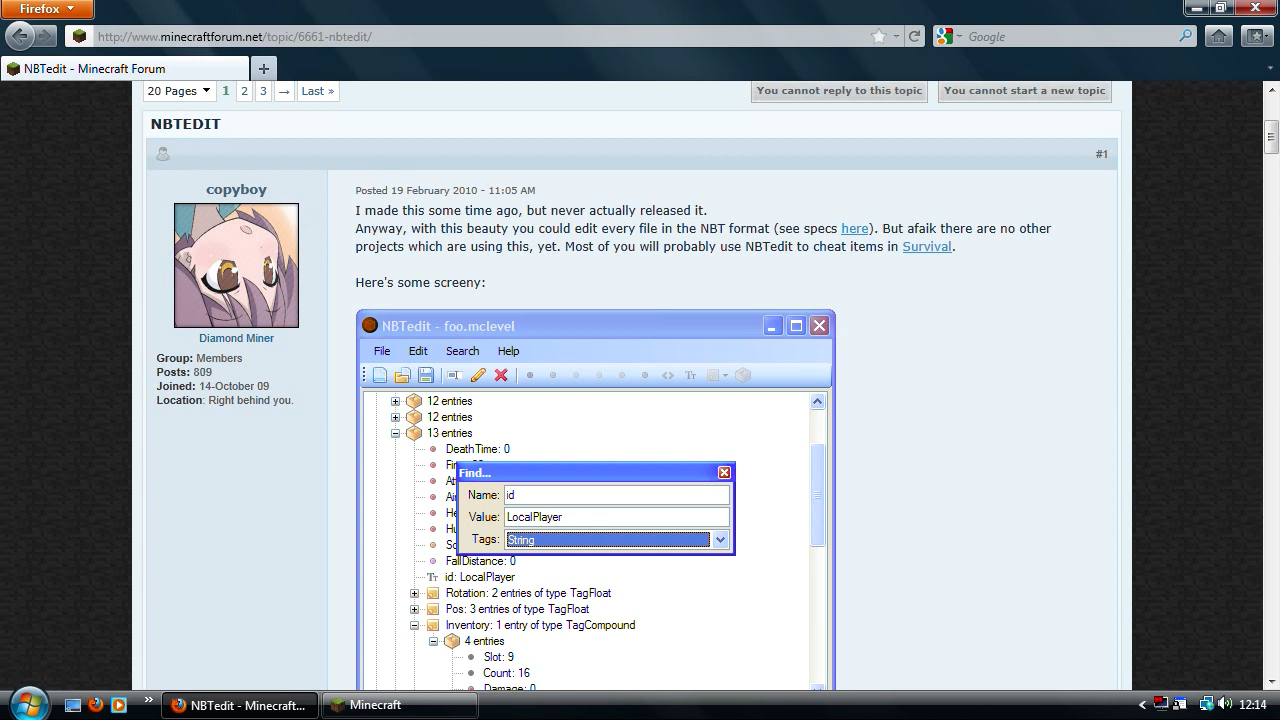 Firefox
http://www.minecraftforum.net/topic/6661-nbtedit/
Google
NBTedit - Minecraft Forum
20 Pages 1 2 3 → Last »
You cannot reply to this topic You cannot start a new topic
NBTEDIT
#1
copyboy
Diamond Miner
Group: Members
Posts: 809
Joined: 14-October 09
Location: Right behind you.
Posted 19 February 2010 - 11:05 AM
I made this some time ago, but never actually released it.
Anyway, with this beauty you could edit every file in the NBT format (see specs here). But afaik there are no other
projects which are using this, yet. Most of you will probably use NBTedit to cheat items in Survival.
Here's some screeny:
NBTedit - foo.mclevel
File Edit Search Help
12 entries
12 entries
13 entries
DeathTime: 0
Find...
Name: id
Value: LocalPlayer
Tags: String
FallDistance: 0
id: LocalPlayer
Rotation: 2 entries of type TagFloat
Pos: 3 entries of type TagFloat
Inventory: 1 entry of type TagCompound
4 entries
Slot: 9
Count: 16
Damage: 0
NBTedit - Minecraft...
Minecraft
12:14